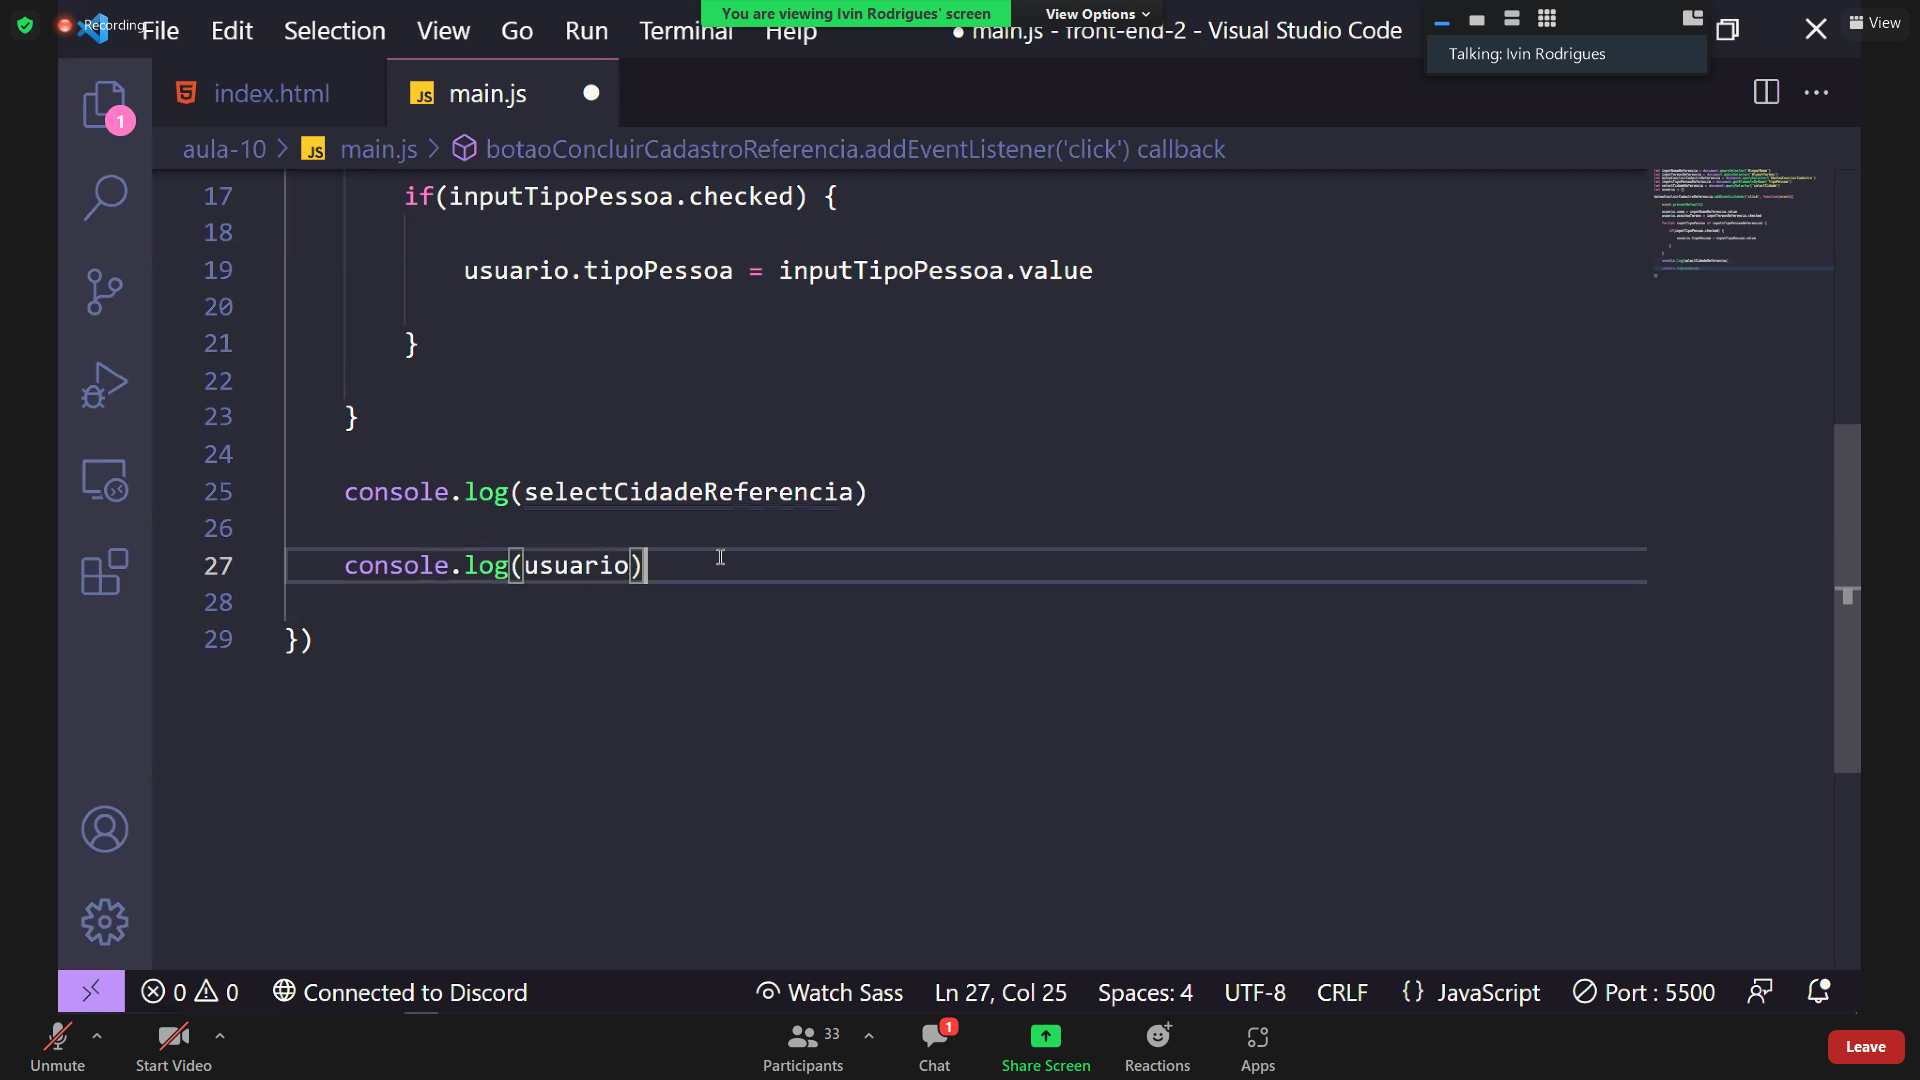 Recording
File Edit Selection View Go Run Terminal Help
You are viewing Ivin Rodrigues' screen
View Options
main.js - front-end-2 - Visual Studio Code
View
Talking: Ivin Rodrigues
index.html
JS main.js
1
aula-10 > JS main.js > botaoConcluirCadastroReferencia.addEventListener('click') callback
17 if(inputTipoPessoa.checked) {
18
19 usuario.tipoPessoa = inputTipoPessoa.value
20
21 }
22
23 }
24
25 console.log(selectCidadeReferencia)
26
27 console.log(usuario)
28
29 })
0 0 Connected to Discord Watch Sass Ln 27, Col 25 Spaces: 4 UTF-8 CRLF {} JavaScript Port : 5500
Unmute
Start Video
33
Participants
1
Chat
Share Screen
Reactions
Apps
Leave